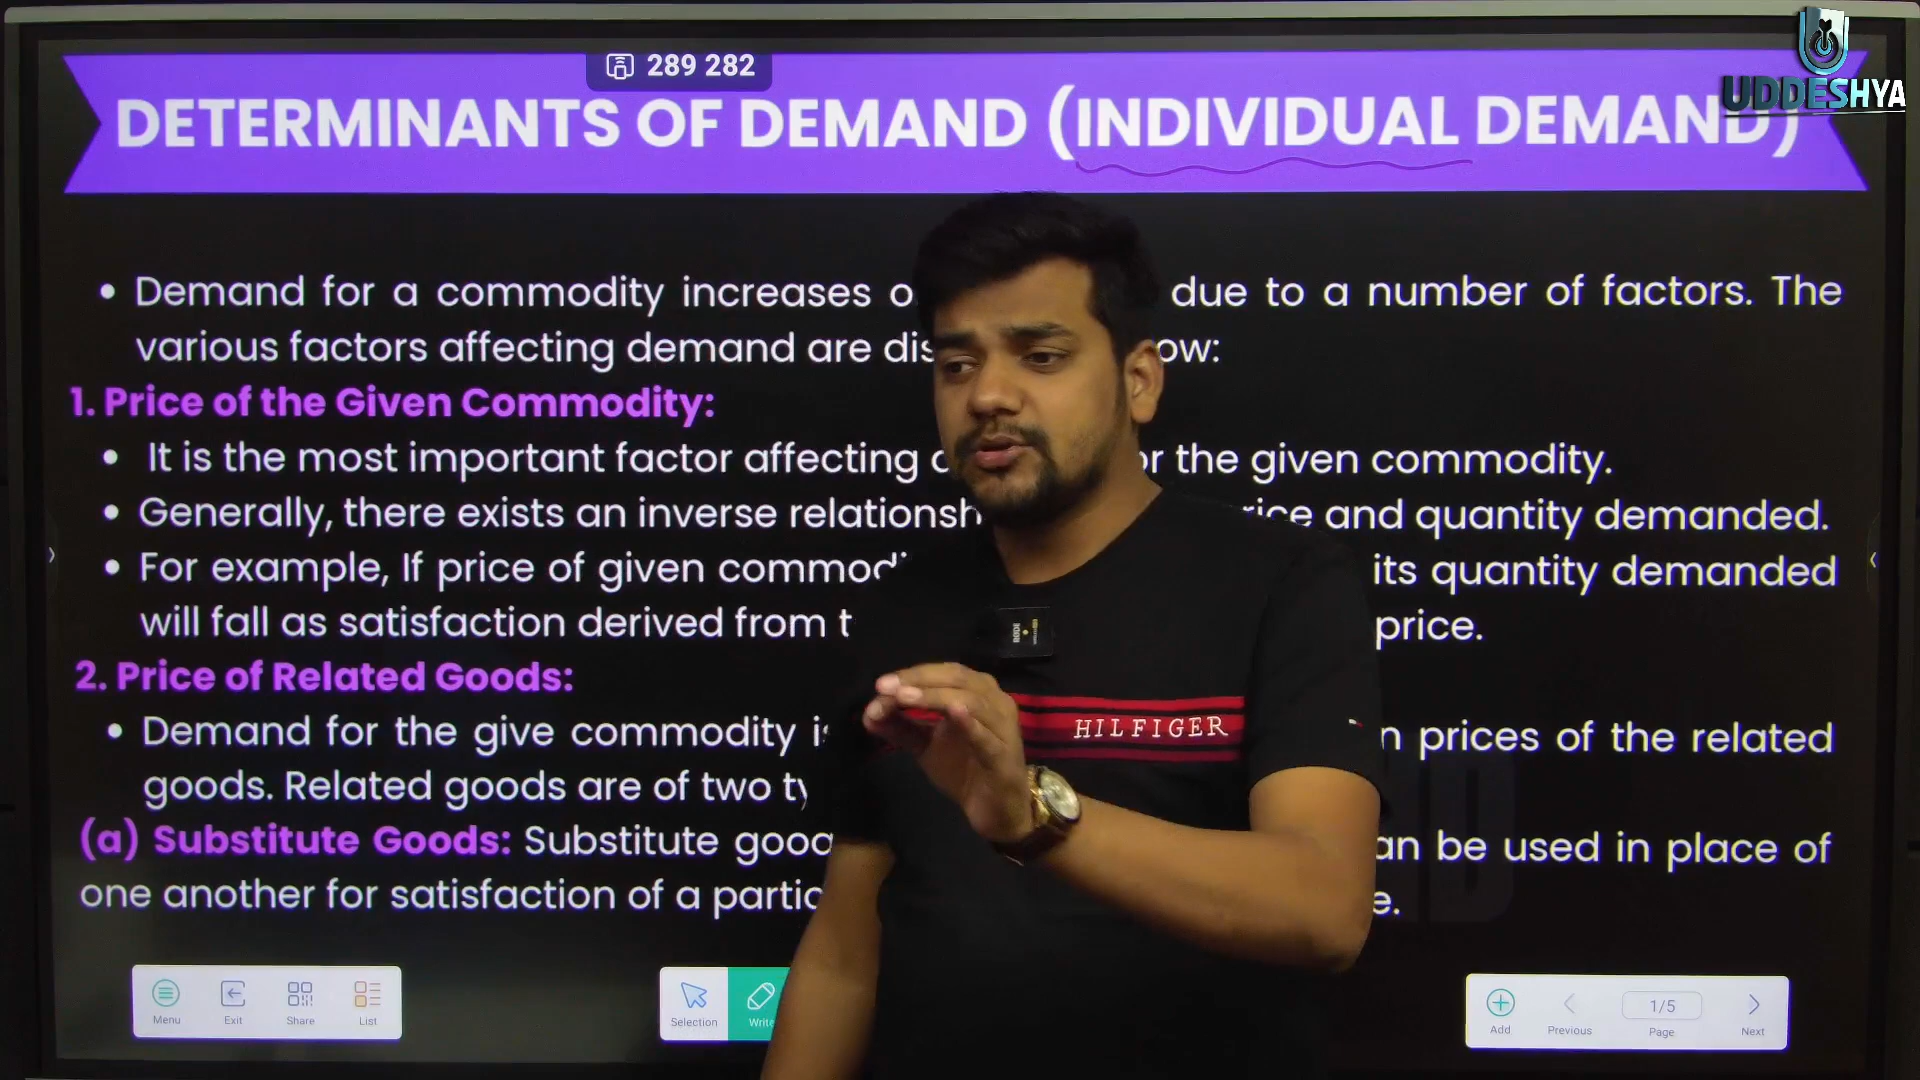 289 282
UDDESHYA
DETERMINANTS OF DEMAND (INDIVIDUAL DEMAND)
• Demand for a commodity increases due to a number of factors. The
various factors affecting demand are
1. Price of the Given Commodity:
• It is the most important factor affecting the given commodity.
• Generally, there exists an inverse and quantity demanded.
• For example, If price of given its quantity demanded
will fall as satisfaction derived from price.
2. Price of Related Goods:
• Demand for the give commodity prices of the related
goods. Related goods are of two
(a) Substitute Goods: Substitute be used in place of
one another for satisfaction of a
RØDE
HILFIGER
Menu Exit Share List
Selection Write
Add Previous 1/5 Page Next